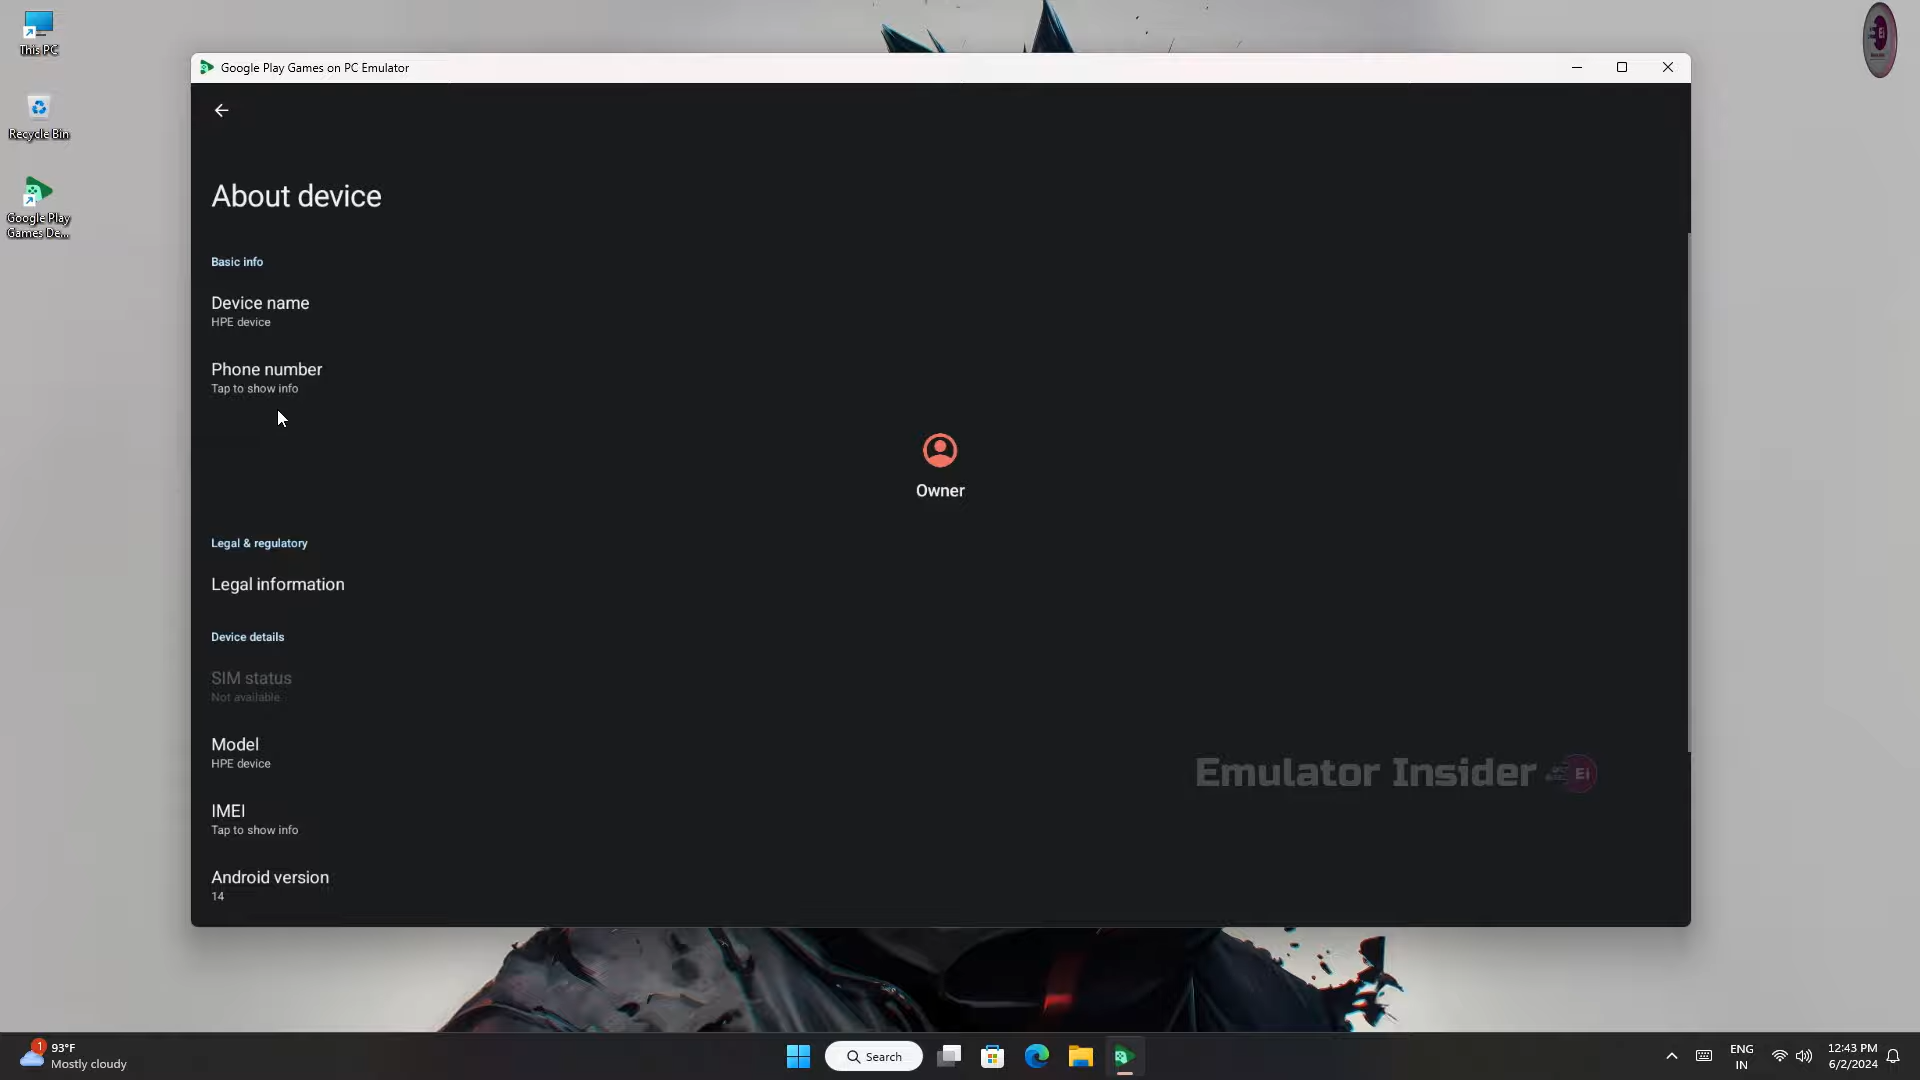 This PC
Recycle Bin
Google Play
Games De...
Google Play Games on PC Emulator
About device
Basic info
Device name
HPE device
Phone number
Tap to show info
Owner
Legal & regulatory
Legal information
Device details
SIM status
Not available
Model
HPE device
IMEI
Tap to show info
Android version
14
Emulator Insider Ei
Ei
1
93°F
Mostly cloudy
Search
ENG
IN
12:43 PM
6/2/2024